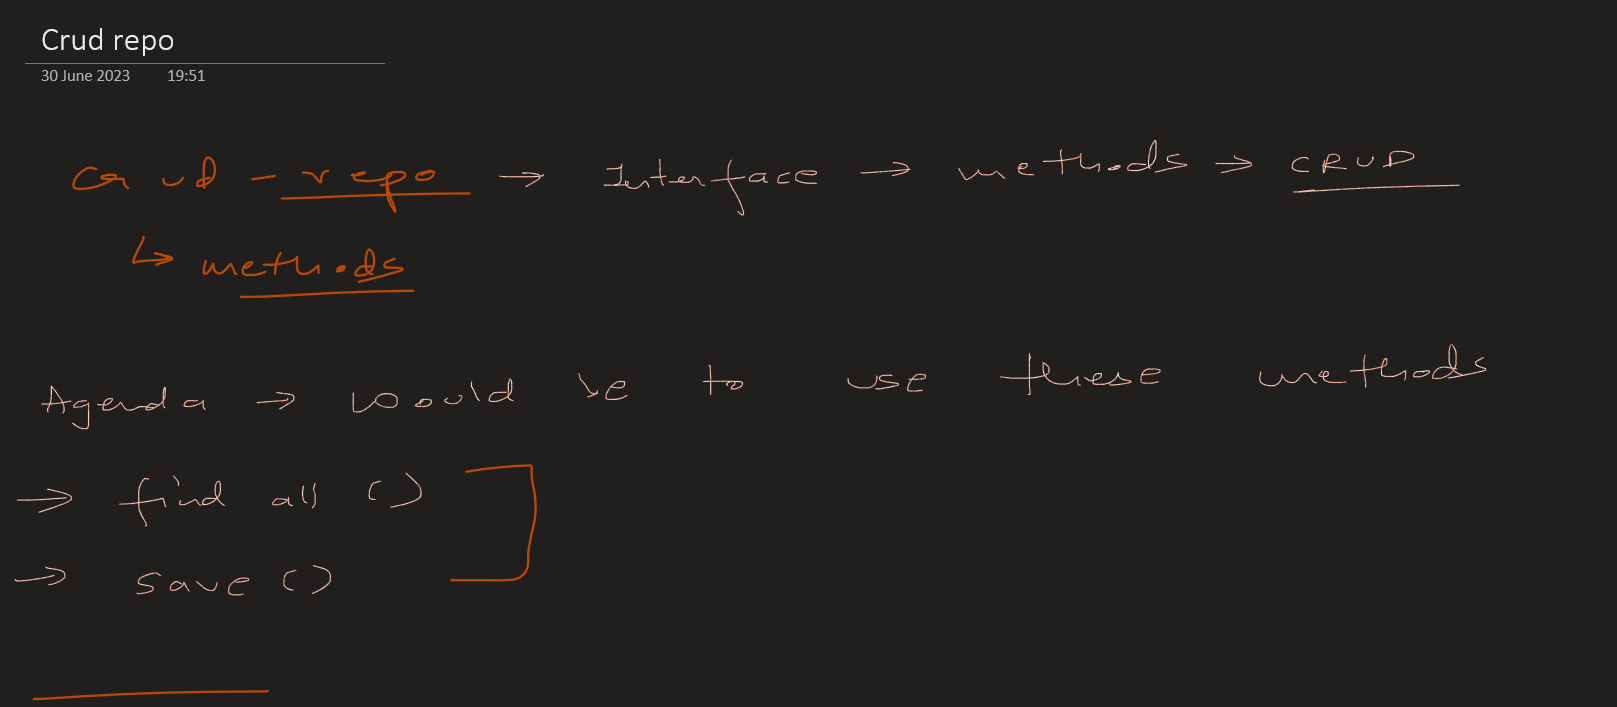 Crud repo
30 June 2023 19:51
Crud - repo → Interface → methods → CRUD
↳ methods
Agenda → would be to use these methods
→ find all ()
→ save ()